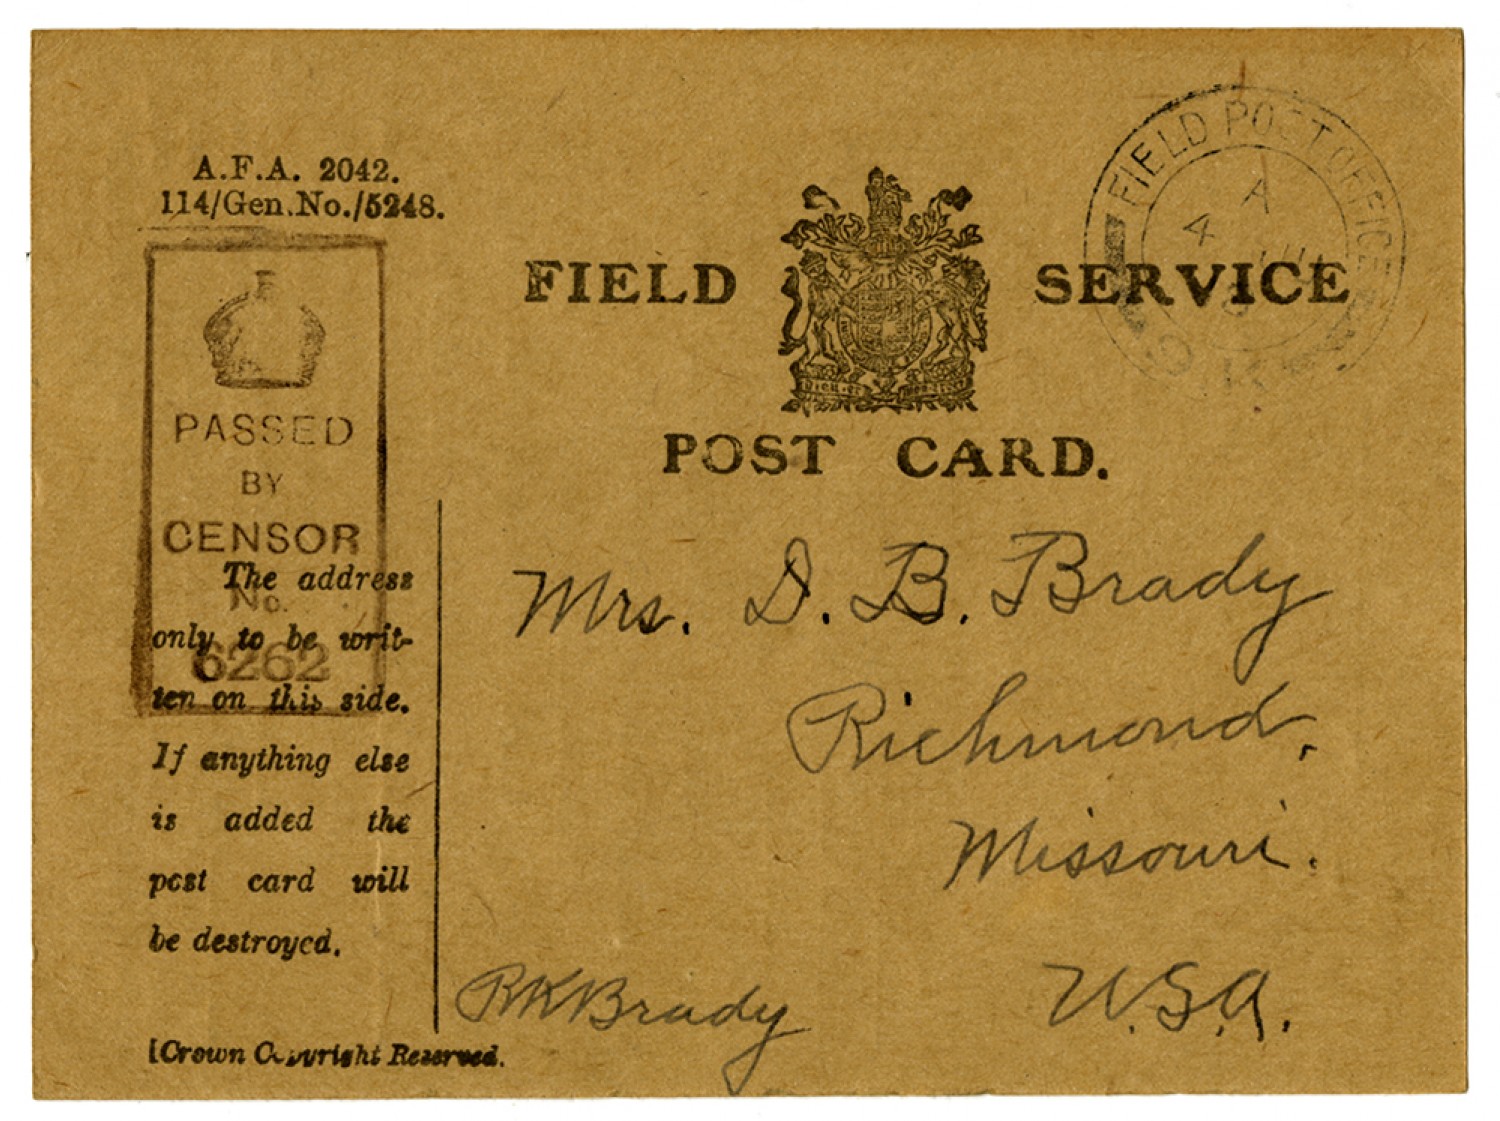 A.F.A. 2042.
114/Gen.No./5248.
FIELD SERVICE
POST CARD.
FIELD POST OFFICE
A
4
PASSED
BY
CENSOR
No.
6262
The address
only to be writ-
ten on this side.
If anything else
is added the
post card will
be destroyed.
[Crown Copyright Reserved.
Mrs. D. B. Brady
Richmond,
Missouri.
U.S.A.
RKBrady